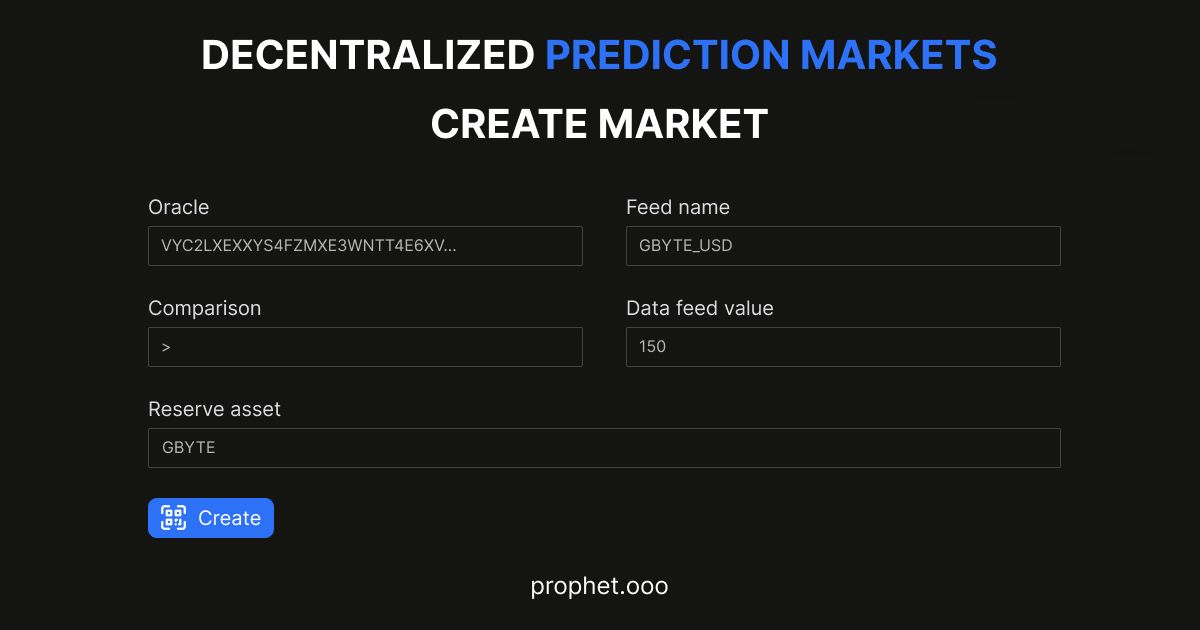 DECENTRALIZED PREDICTION MARKETS
CREATE MARKET
Oracle
VYC2LXEXXYS4FZMXE3WNTT4E6XV...
Feed name
GBYTE_USD
Comparison
>
Data feed value
150
Reserve asset
GBYTE
Create
prophet.ooo